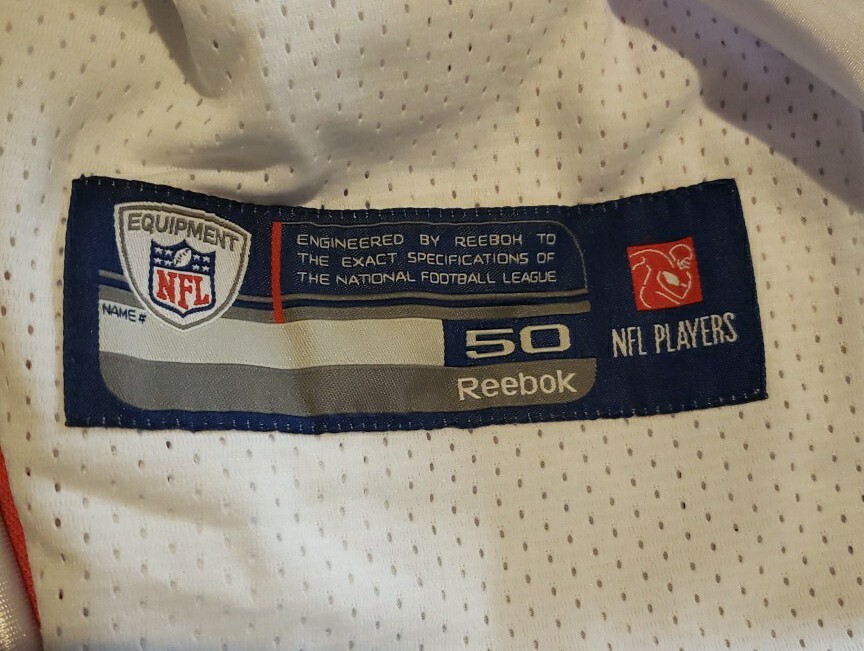 EQUIPMENT
NFL
NAME #
ENGINEERED BY REEBOK TO
THE EXACT SPECIFICATIONS OF
THE NATIONAL FOOTBALL LEAGUE
50
Reebok
NFL PLAYERS